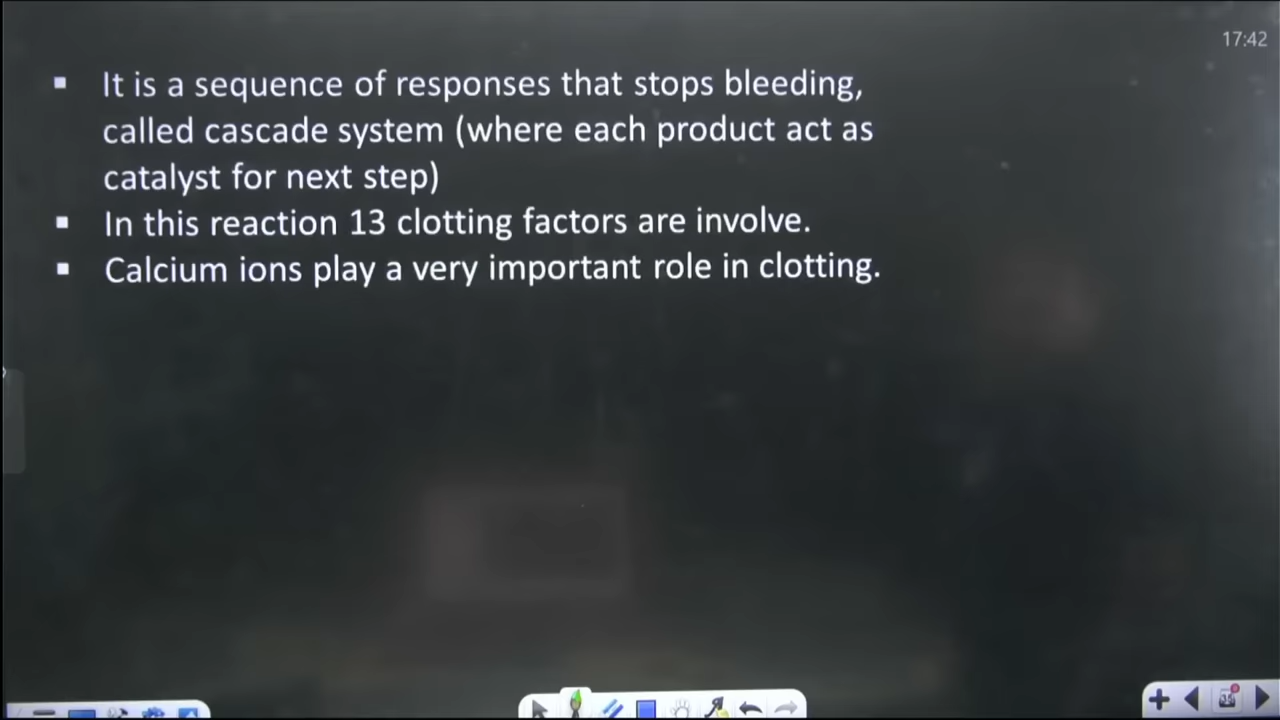 17:42
▪ It is a sequence of responses that stops bleeding,
called cascade system (where each product act as
catalyst for next step)
▪ In this reaction 13 clotting factors are involve.
▪ Calcium ions play a very important role in clotting.